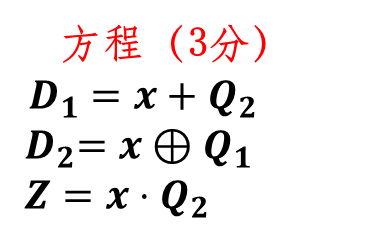 方程（3分）
D₁ = x + Q₂
D₂= x ⊕ Q₁
Z = x · Q₂